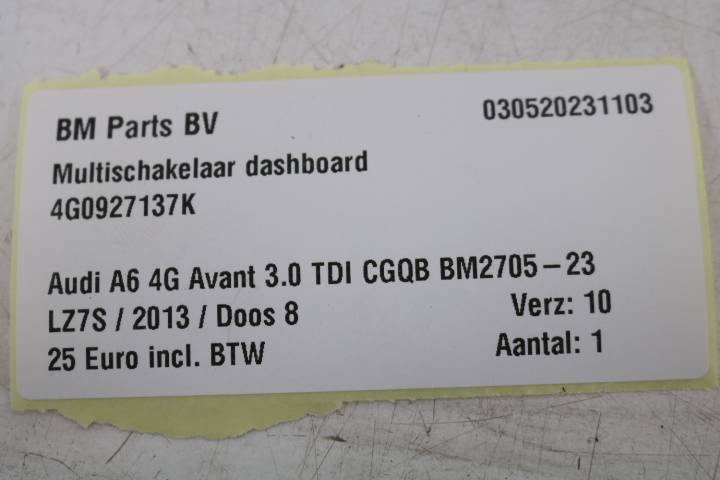 BM Parts BV 030520231103
Multischakelaar dashboard
4G0927137K
Audi A6 4G Avant 3.0 TDI CGQB BM2705-23
LZ7S / 2013 / Doos 8 Verz: 10
25 Euro incl. BTW Aantal: 1